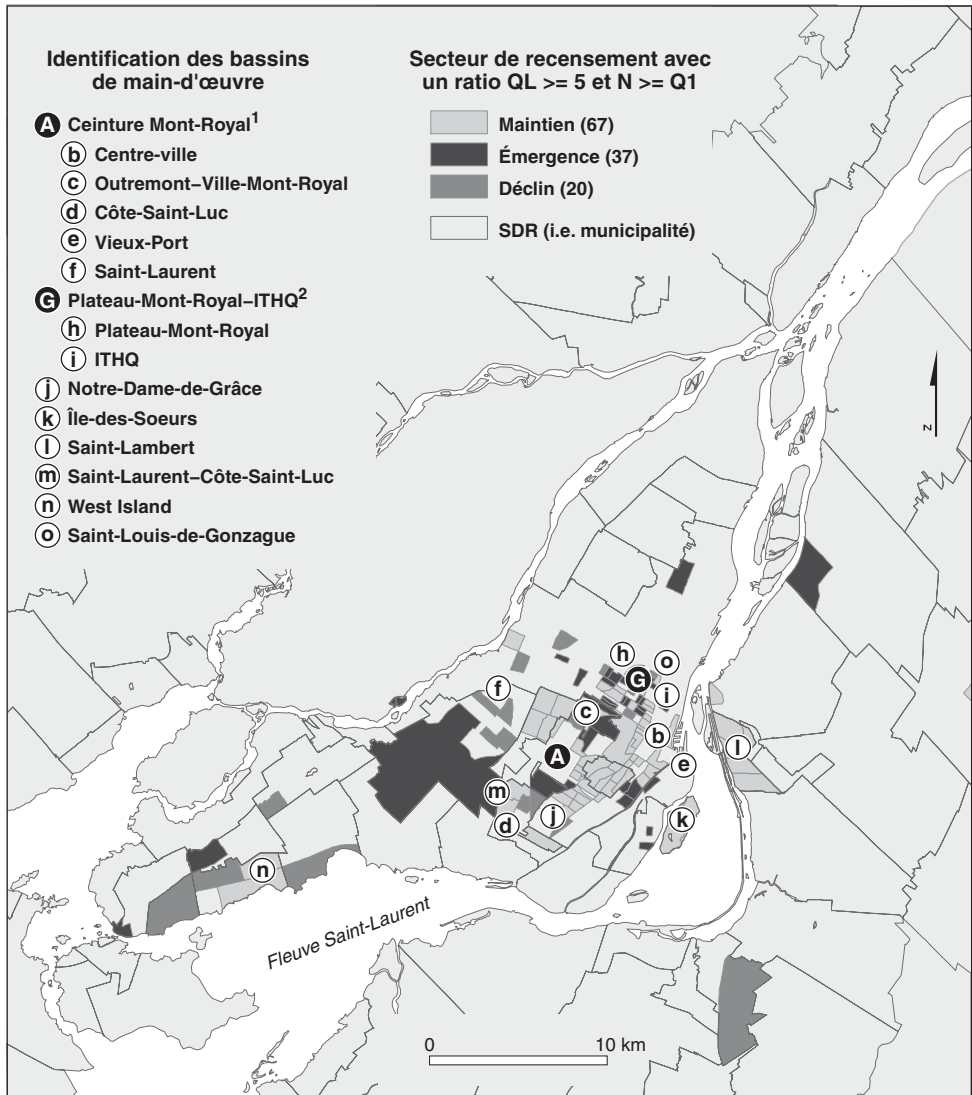 Identification des bassins
de main-d'œuvre
A Ceinture Mont-Royal1
b Centre-ville
c Outremont–Ville-Mont-Royal
d Côte-Saint-Luc
e Vieux-Port
f Saint-Laurent
G Plateau-Mont-Royal–ITHQ2
h Plateau-Mont-Royal
i ITHQ
j Notre-Dame-de-Grâce
k Île-des-Soeurs
l Saint-Lambert
m Saint-Laurent–Côte-Saint-Luc
n West Island
o Saint-Louis-de-Gonzague
Secteur de recensement avec
un ratio QL >= 5 et N >= Q1
Maintien (67)
Émergence (37)
Déclin (20)
SDR (i.e. municipalité)
N
h
o
G
f
i
c
b
l
A
e
m
j
k
d
n
Fleuve Saint-Laurent
0 10 km